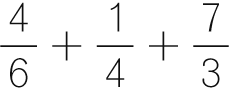 4/6 + 1/4 + 7/3